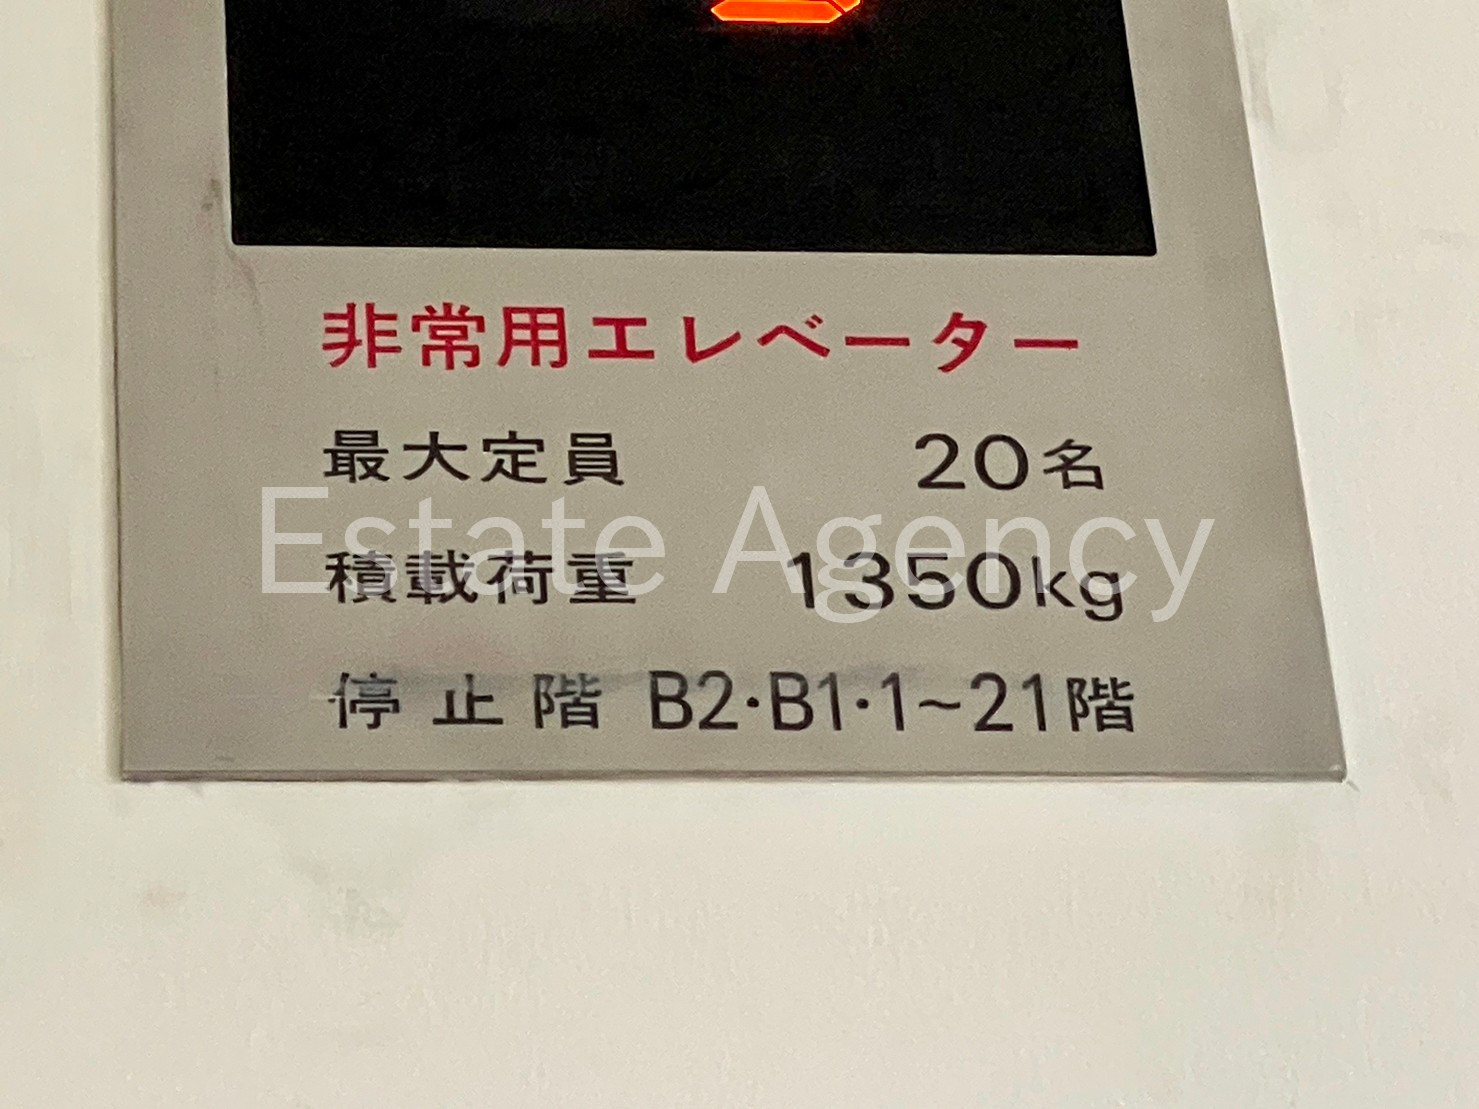 非常用エレベーター
最大定員 20名
Estate Agency
積載荷重 1350kg
停止階 B2・B1・1~21階